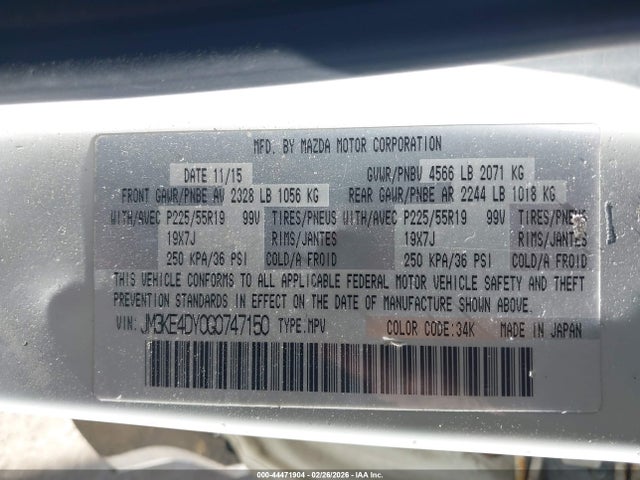 MFD. BY MAZDA MOTOR CORPORATION
DATE 11/15 GVWR/PNBV 4566 LB 2071 KG
FRONT GAWR/PNBE AV 2328 LB 1056 KG REAR GAWR/PNBE AR 2244 LB 1018 KG
WITH/AVEC P225/55R19 99V TIRES/PNEUS WITH/AVEC P225/55R19 99V TIRES/PNEUS
19X7J RIMS/JANTES 19X7J RIMS/JANTES
250 KPA/36 PSI COLD/A FROID 250 KPA/36 PSI COLD/A FROID
THIS VEHICLE CONFORMS TO ALL APPLICABLE FEDERAL MOTOR VEHICLE SAFETY AND THEFT
PREVENTION STANDARDS IN EFFECT ON THE DATE OF MANUFACTURE SHOWN ABOVE.
VIN: JM3KE4DY0G0747150 TYPE:MPV COLOR CODE:34K MADE IN JAPAN
000-44471904 | 02/26/2026 | IAA Inc.